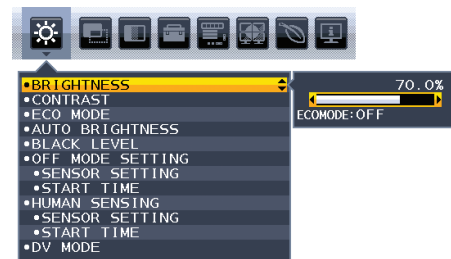 •BRIGHTNESS
•CONTRAST
•ECO MODE
•AUTO BRIGHTNESS
•BLACK LEVEL
•OFF MODE SETTING
•SENSOR SETTING
•START TIME
•HUMAN SENSING
•SENSOR SETTING
•START TIME
•DV MODE
70.0%
ECOMODE:OFF